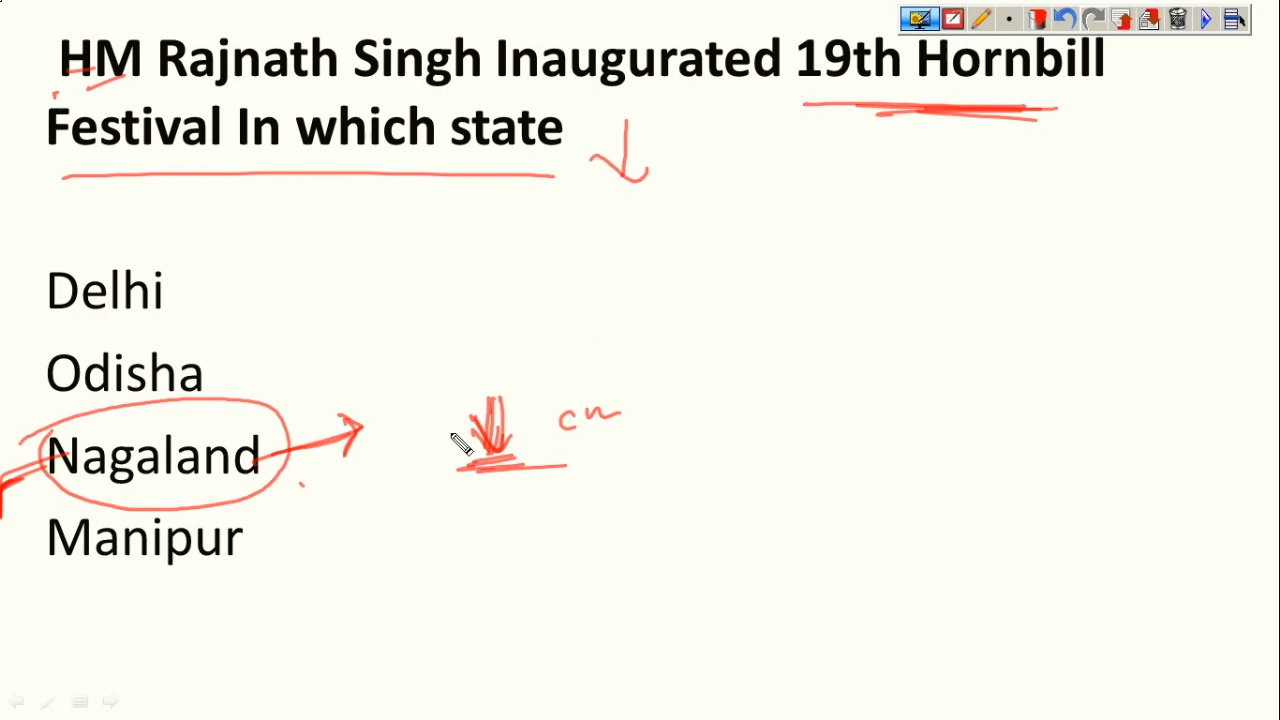 HM Rajnath Singh Inaugurated 19th Hornbill
Festival In which state
Delhi
Odisha
Nagaland
Manipur